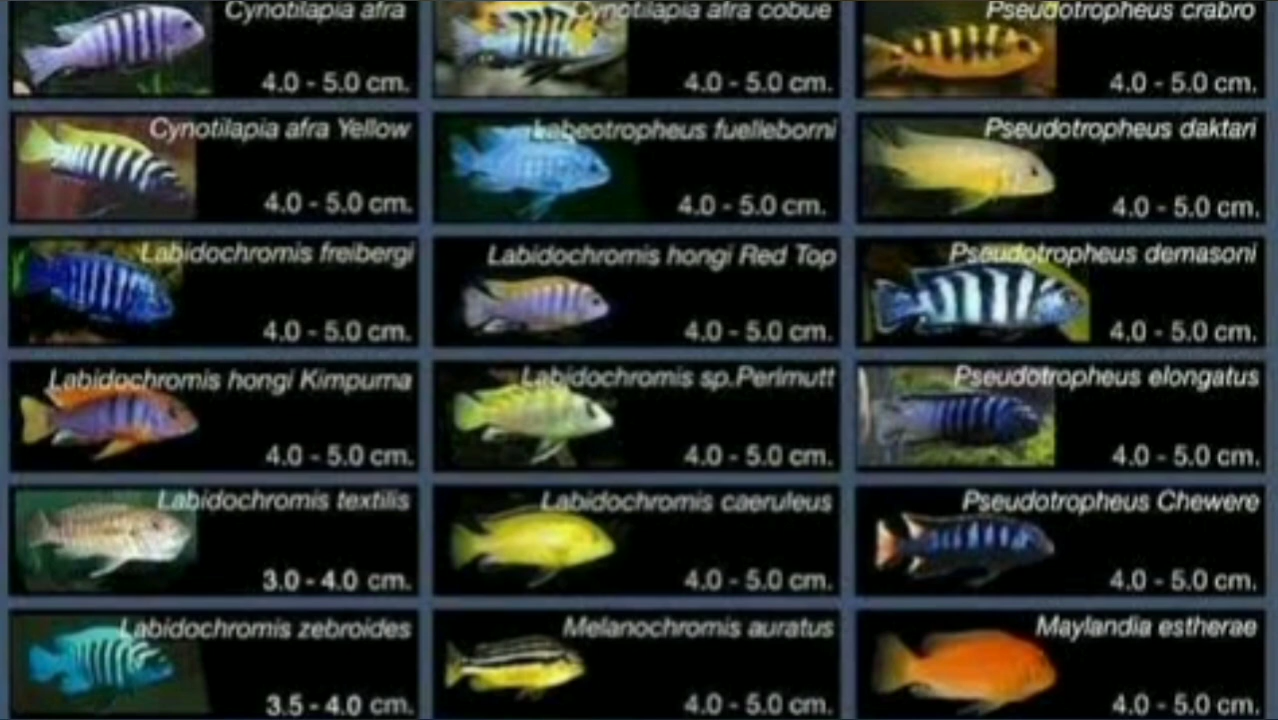 Cynotilapia afra
4.0 - 5.0 cm.
Cynotilapia afra cobue
4.0 - 5.0 cm.
Pseudotropheus crabro
4.0 - 5.0 cm.
Cynotilapia afra Yellow
4.0 - 5.0 cm.
Labeotropheus fuelleborni
4.0 - 5.0 cm.
Pseudotropheus daktari
4.0 - 5.0 cm.
Labidochromis freibergi
4.0 - 5.0 cm.
Labidochromis hongi Red Top
4.0 - 5.0 cm.
Pseudotropheus demasoni
4.0 - 5.0 cm.
Labidochromis hongi Kimpuma
4.0 - 5.0 cm.
Labidochromis sp.Perlmutt
4.0 - 5.0 cm.
Pseudotropheus elongatus
4.0 - 5.0 cm.
Labidochromis textilis
3.0 - 4.0 cm.
Labidochromis caeruleus
4.0 - 5.0 cm.
Pseudotropheus Chewere
4.0 - 5.0 cm.
Labidochromis zebroides
3.5 - 4.0 cm.
Melanochromis auratus
4.0 - 5.0 cm.
Maylandia estherae
4.0 - 5.0 cm.